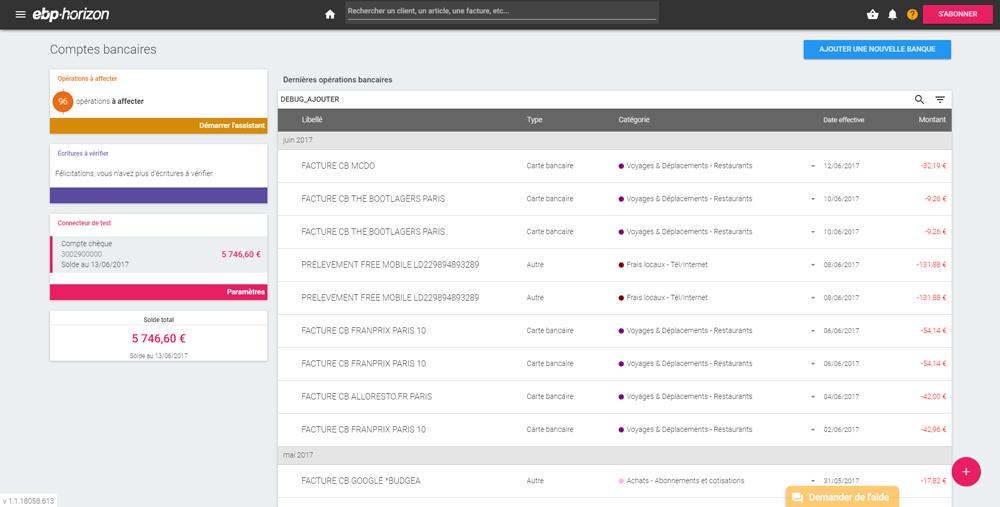 ebp·horizon
Rechercher un client, un article, une facture, etc...
?
S'ABONNER
Comptes bancaires
AJOUTER UNE NOUVELLE BANQUE
Opérations à affecter
96 opérations à affecter
Démarrer l'assistant
Écritures à vérifier
Félicitations, vous n'avez plus d'écritures à vérifier.
Connecteur de test
Compte chèque
3002900000
5 746,60 €
Solde au 13/06/2017
Paramètres
Solde total
5 746,60 €
Solde au 13/06/2017
Dernières opérations bancaires
DEBUG_AJOUTER
Libellé Type Catégorie Date effective Montant
juin 2017
FACTURE CB MCDO Carte bancaire Voyages & Déplacements - Restaurants 12/06/2017 -32,19 €
FACTURE CB THE BOOTLAGERS PARIS Carte bancaire Voyages & Déplacements - Restaurants 10/06/2017 -9,26 €
FACTURE CB THE BOOTLAGERS PARIS Carte bancaire Voyages & Déplacements - Restaurants 10/06/2017 -9,26 €
PRELEVEMENT FREE MOBILE LD229894893289 Autre Frais locaux - Tél/Internet 08/06/2017 -131,88 €
PRELEVEMENT FREE MOBILE LD229894893289 Autre Frais locaux - Tél/Internet 08/06/2017 -131,88 €
FACTURE CB FRANPRIX PARIS 10 Carte bancaire Voyages & Déplacements - Restaurants 06/06/2017 -54,14 €
FACTURE CB FRANPRIX PARIS 10 Carte bancaire Voyages & Déplacements - Restaurants 06/06/2017 -54,14 €
FACTURE CB ALLORESTO.FR PARIS Carte bancaire Voyages & Déplacements - Restaurants 04/06/2017 -42,00 €
FACTURE CB FRANPRIX PARIS 10 Carte bancaire Voyages & Déplacements - Restaurants 02/06/2017 -42,96 €
mai 2017
FACTURE CB GOOGLE *BUDGEA Autre Achats - Abonnements et cotisations 31/05/2017 -17,82 €
+
Demander de l'aide
v 1.1.18058.613